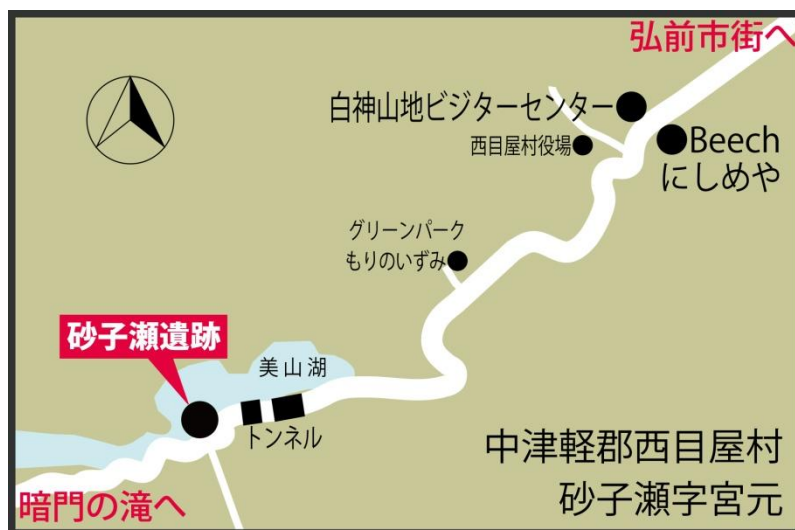 弘前市街へ
白神山地ビジターセンター
西目屋村役場
Beech
にしめや
グリーンパーク
もりのいずみ
砂子瀬遺跡
美山湖
トンネル
中津軽郡西目屋村
砂子瀬字宮元
暗門の滝へ